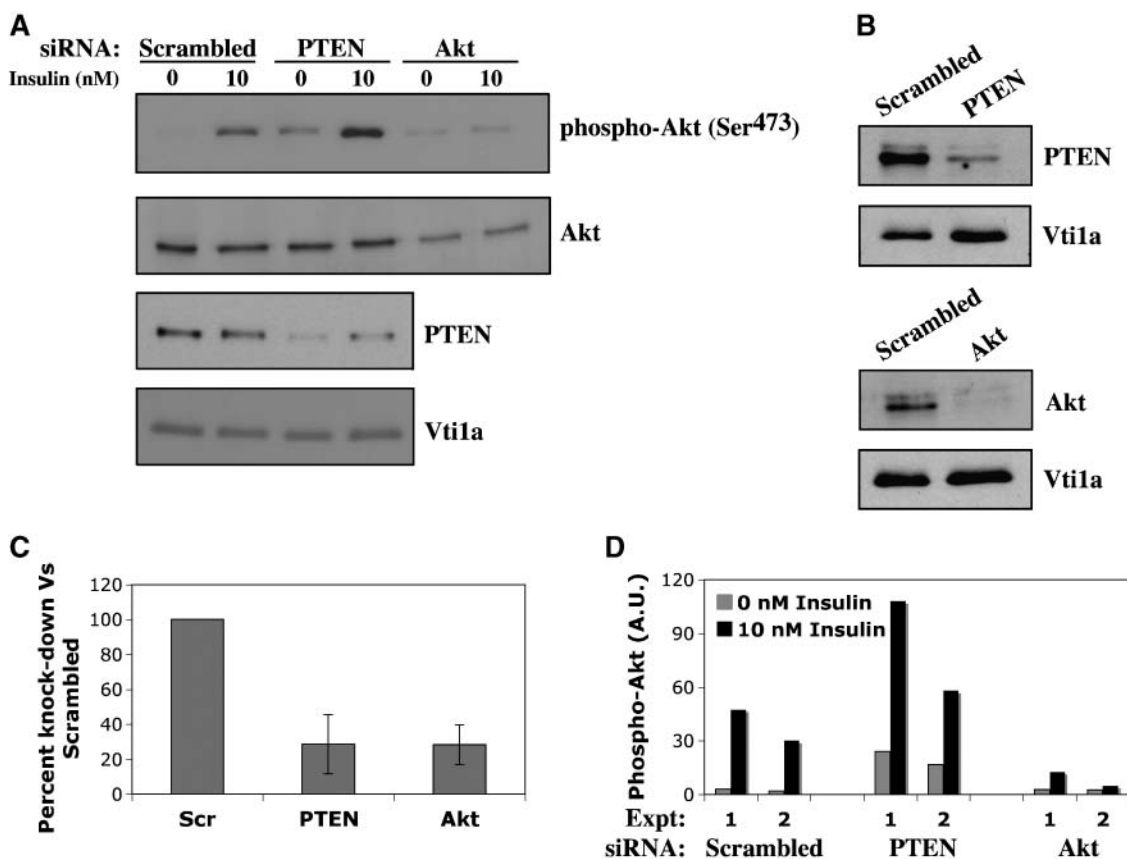 A
siRNA: Scrambled PTEN Akt
Insulin (nM) 0 10 0 10 0 10
phospho-Akt (Ser473)
Akt
PTEN
Vti1a
B
Scrambled PTEN
PTEN
Vti1a
Scrambled Akt
Akt
Vti1a
C
Percent knock-down Vs
Scrambled
120
100
80
60
40
20
0
Scr PTEN Akt
D
Phospho-Akt (A.U.)
120
90
60
30
0
0 nM Insulin
10 nM Insulin
Expt: 1 2 1 2 1 2
siRNA: Scrambled PTEN Akt